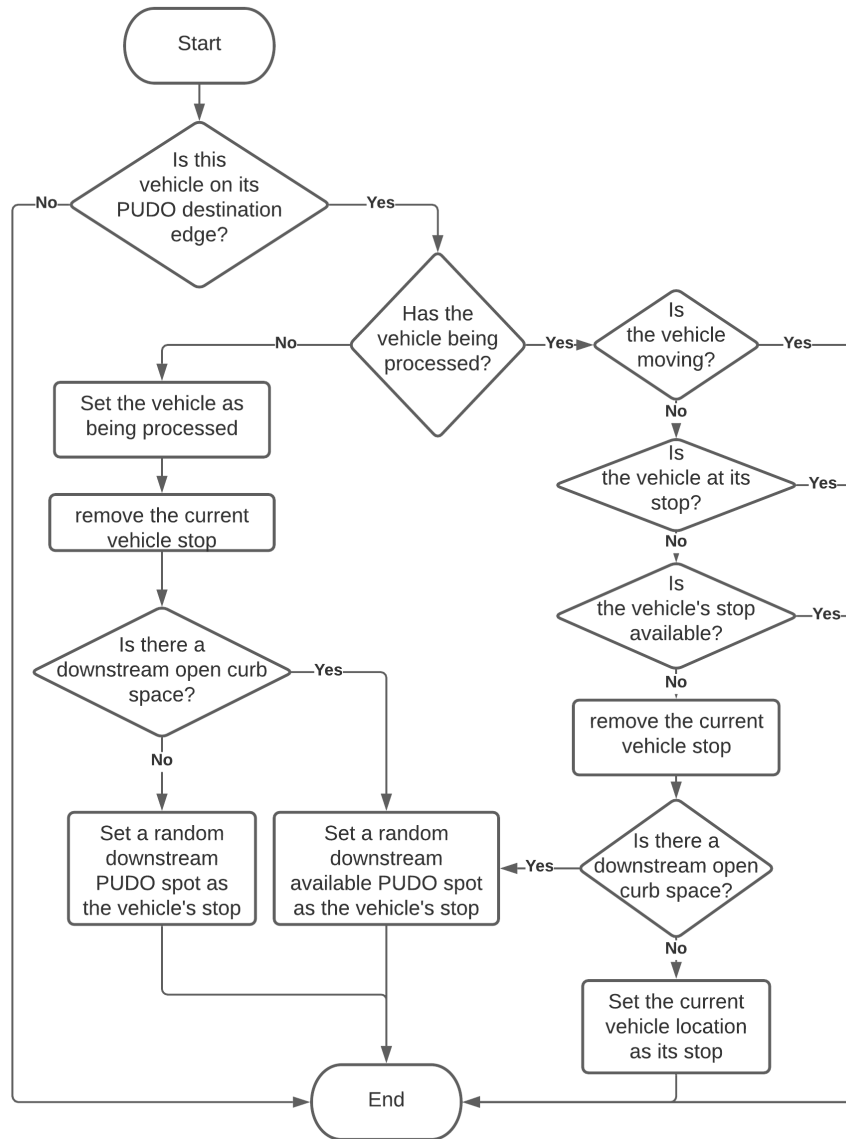 Start
Is this
vehicle on its
PUDO destination
edge?
No
Yes
Has the
vehicle being
processed?
No
Yes
Is
the vehicle
moving?
Yes
No
Set the vehicle as
being processed
Is
the vehicle at its
stop?
Yes
No
remove the current
vehicle stop
Is
the vehicle's stop
available?
Yes
No
Is there a
downstream open curb
space?
Yes
No
remove the current
vehicle stop
Set a random
downstream
PUDO spot as
the vehicle's stop
Set a random
downstream
available PUDO spot
as the vehicle's stop
Yes
Is there a
downstream open
curb space?
No
Set the current
vehicle location
as its stop
End